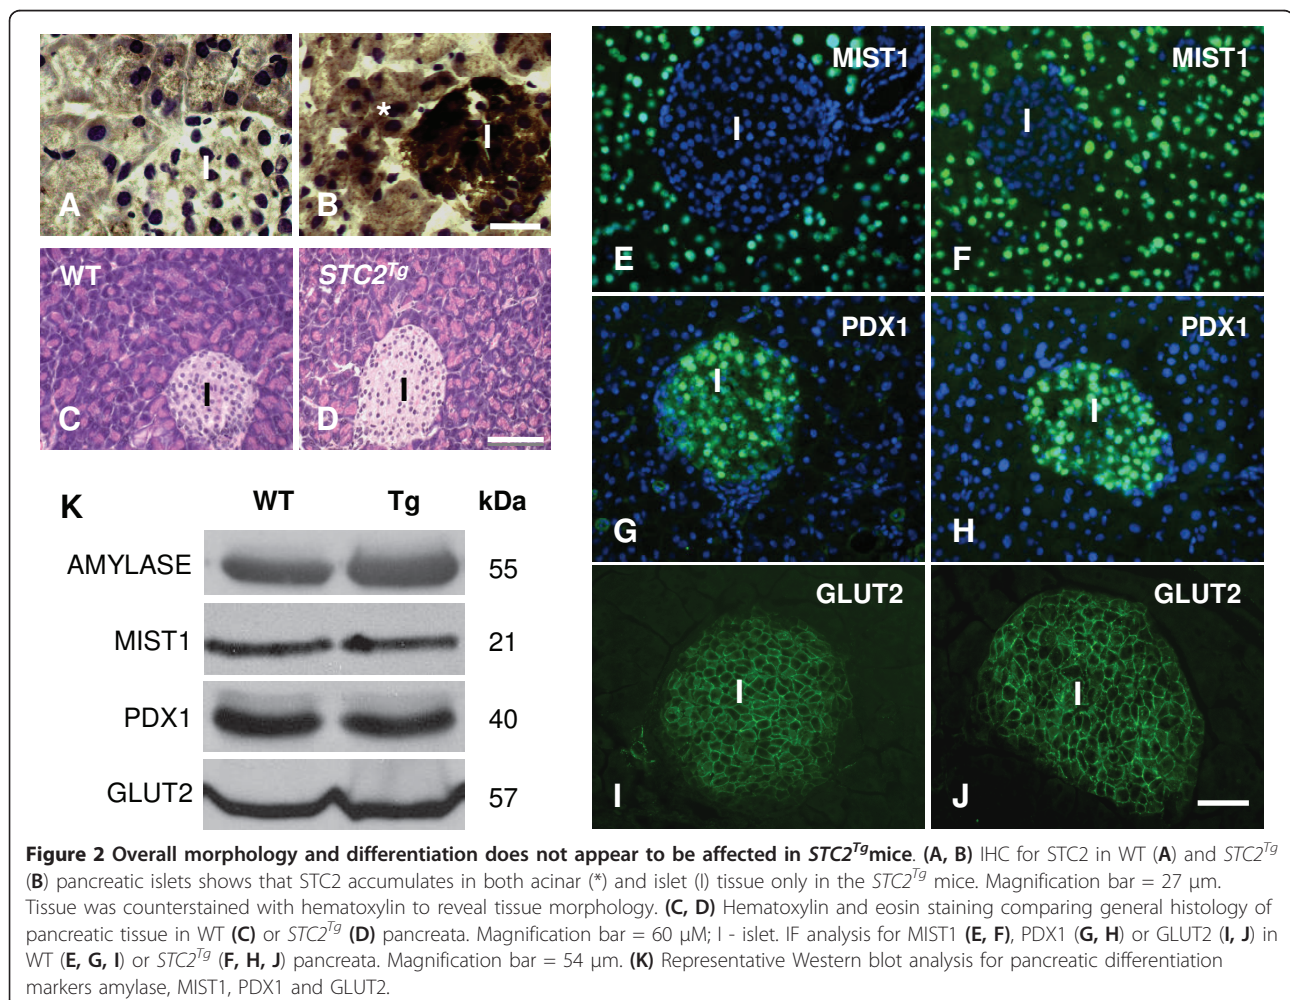 A
I
B
*
I
WT
C
I
STC2Tg
D
I
MIST1
E
I
MIST1
F
I
PDX1
G
I
PDX1
H
I
GLUT2
I
I
GLUT2
J
I
K
WT Tg kDa
AMYLASE 55
MIST1 21
PDX1 40
GLUT2 57
Figure 2 Overall morphology and differentiation does not appear to be affected in STC2Tgmice. (A, B) IHC for STC2 in WT (A) and STC2Tg
(B) pancreatic islets shows that STC2 accumulates in both acinar (*) and islet (I) tissue only in the STC2Tg mice. Magnification bar = 27 μm.
Tissue was counterstained with hematoxylin to reveal tissue morphology. (C, D) Hematoxylin and eosin staining comparing general histology of
pancreatic tissue in WT (C) or STC2Tg (D) pancreata. Magnification bar = 60 μM; I - islet. IF analysis for MIST1 (E, F), PDX1 (G, H) or GLUT2 (I, J) in
WT (E, G, I) or STC2Tg (F, H, J) pancreata. Magnification bar = 54 μm. (K) Representative Western blot analysis for pancreatic differentiation
markers amylase, MIST1, PDX1 and GLUT2.